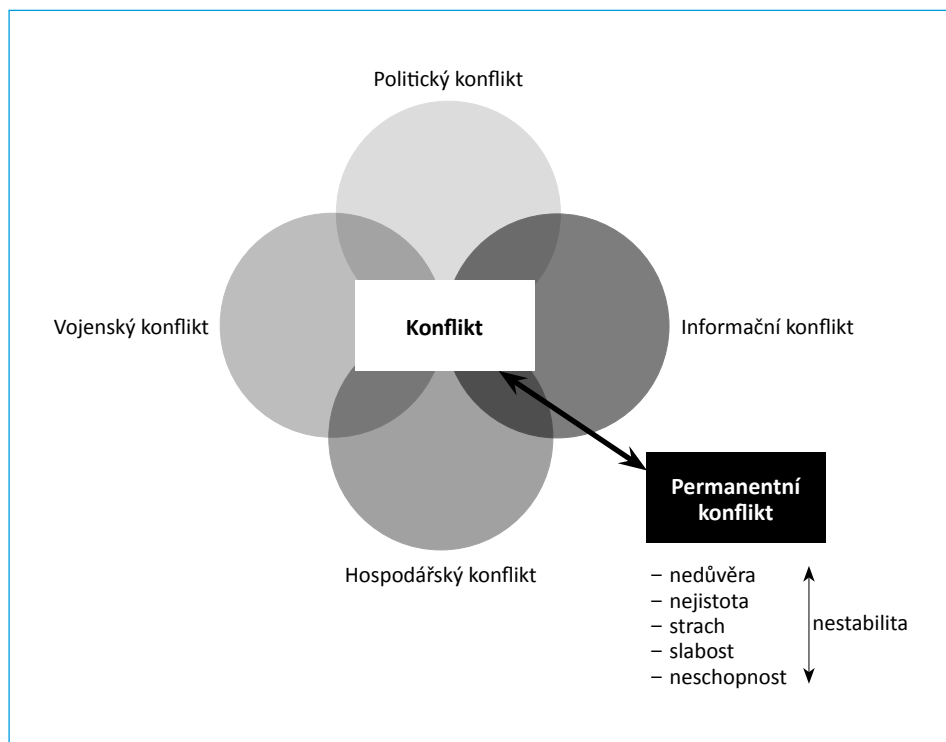 Politický konflikt
Vojenský konflikt
Konflikt
Informační konflikt
Hospodářský konflikt
Permanentní
konflikt
– nedůvěra
– nejistota
– strach
– slabost
– neschopnost
nestabilita